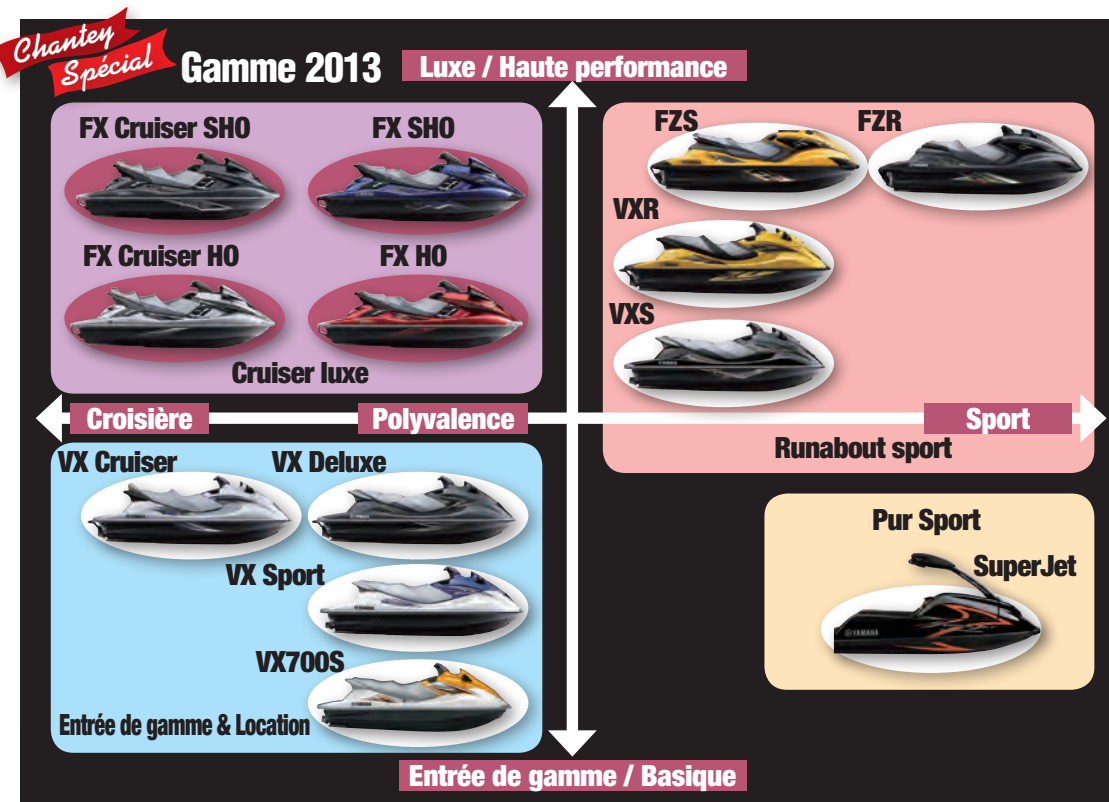 Chantey
Spécial
Gamme 2013
Luxe / Haute performance
FX Cruiser SHO
FX SHO
FX Cruiser HO
FX HO
Cruiser luxe
FZS
FZR
VXR
VXS
Croisière
Polyvalence
Sport
Runabout sport
VX Cruiser
VX Deluxe
VX Sport
VX700S
Entrée de gamme & Location
Pur Sport
SuperJet
YAMAHA
Entrée de gamme / Basique